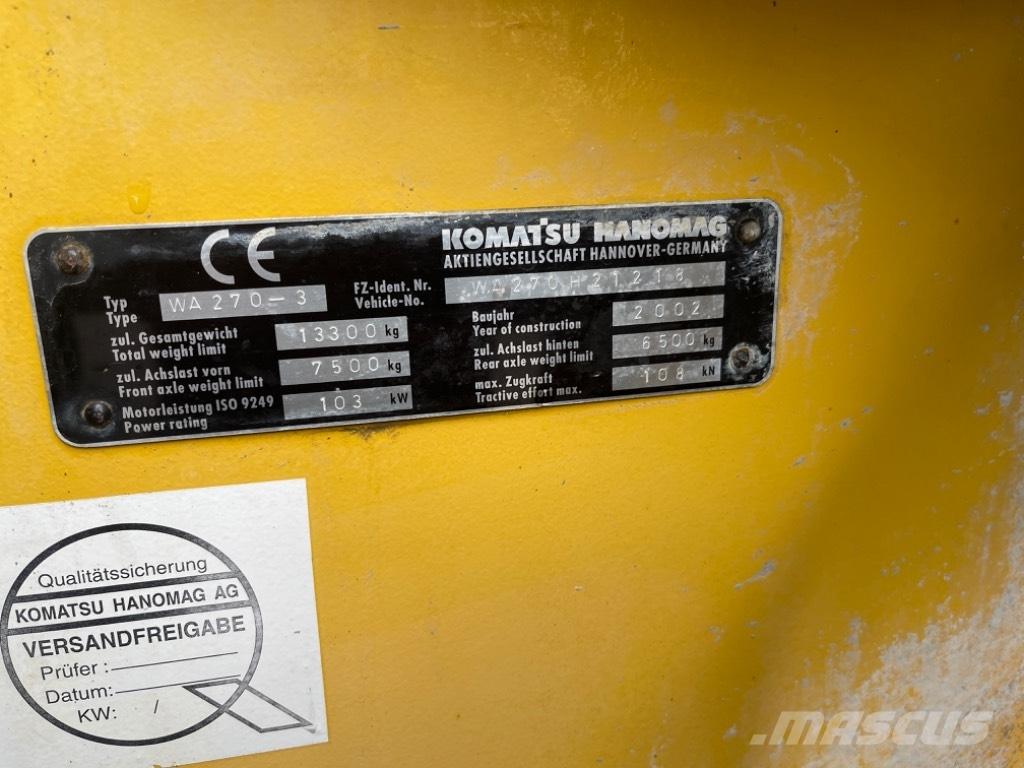 CE
KOMATSU HANOMAG
AKTIENGESELLSCHAFT HANNOVER-GERMANY
Typ
Type
WA270-3
FZ-Ident. Nr.
Vehicle-No.
WA270H21218
zul. Gesamtgewicht
Total weight limit
13300 kg
Baujahr
Year of construction
2002
zul. Achslast vorn
Front axle weight limit
7500 kg
zul. Achslast hinten
Rear axle weight limit
6500 kg
Motorleistung ISO 9249
Power rating
103 kW
max. Zugkraft
Tractive effort max.
108 kN
Qualitätssicherung
KOMATSU HANOMAG AG
VERSANDFREIGABE
Prüfer :
Datum:
KW: /
MASCUS